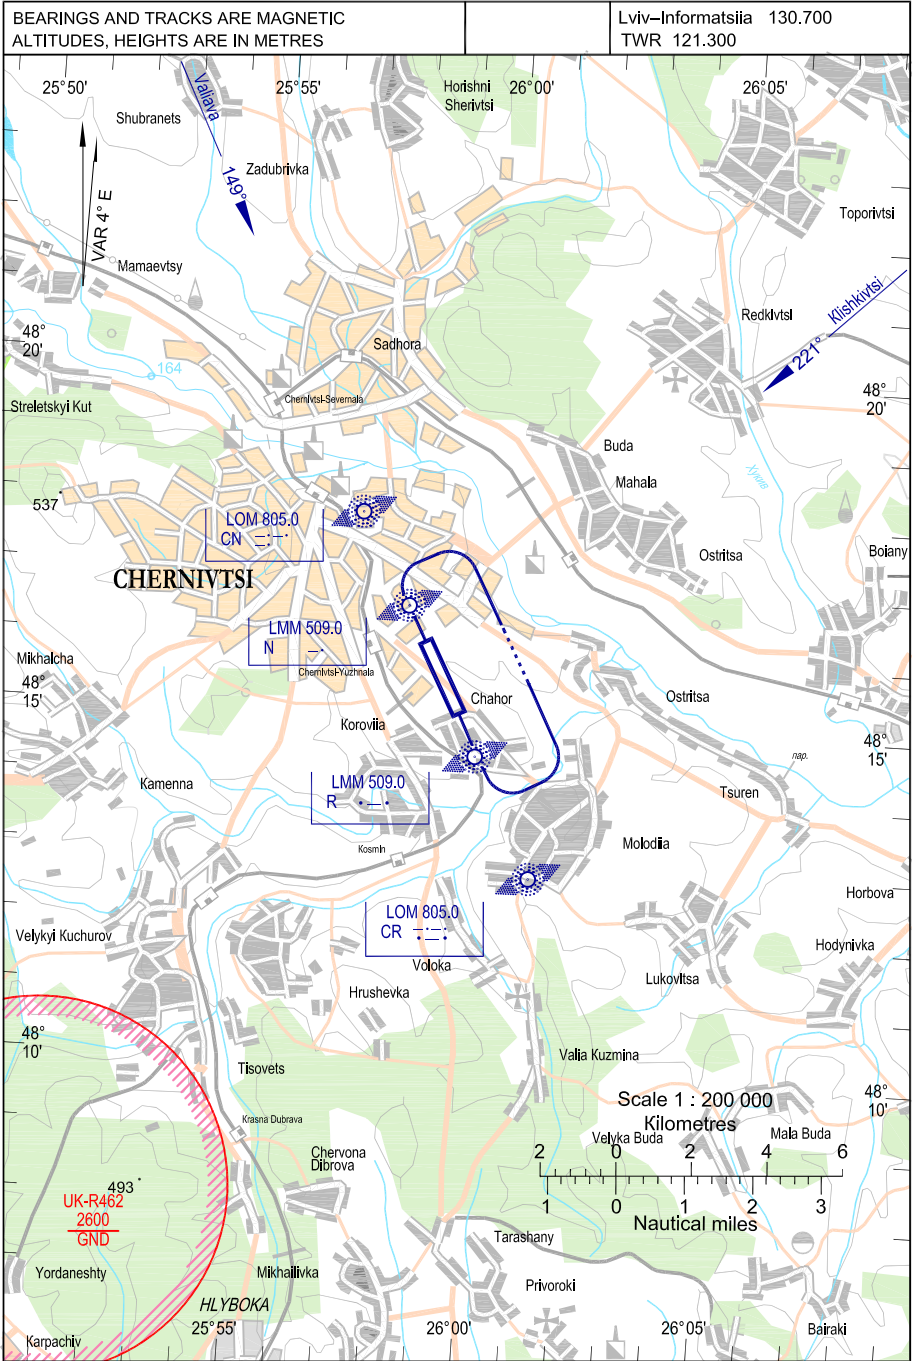 BEARINGS AND TRACKS ARE MAGNETIC
ALTITUDES, HEIGHTS ARE IN METRES
Lviv–Informatsiia 130.700
TWR 121.300
25°50'
25°55'
26°00'
26°05'
Valiava
Horishni
Sherivtsi
Shubranets
149°
Zadubrivka
VAR 4° E
Toporivtsi
Mamaevtsy
Klishkivtsi
Redkivtsi
48°
20'
Sadhora
221°
164
Chernivtsi-Severnala
48°
20'
Streletskyi Kut
Buda
Mahala
Хукив
537
LOM 805.0
CN
Ostritsa
Boiany
CHERNIVTSI
LMM 509.0
N
Mikhalcha
Chernivtsi-Yuzhnala
48°
15'
Chahor
Ostritsa
Koroviia
48°
15'
пар.
Kamenna
LMM 509.0
R
Tsuren
Kosmin
Molodiia
Horbova
LOM 805.0
CR
Velykyi Kuchurov
Hodynivka
Voloka
Lukovitsa
Hrushevka
48°
10'
Valia Kuzmina
Tisovets
48°
10'
Scale 1 : 200 000
Kilometres
Krasna Dubrava
Velyka Buda
Mala Buda
2 0 2 4 6
Chervona
Dibrova
1 0 1 2 3
Nautical miles
493
UK-R462
2600
GND
Tarashany
Yordaneshty
Mikhailivka
Privoroki
HLYBOKA
Karpachiv
25°55'
26°00'
26°05'
Bairaki